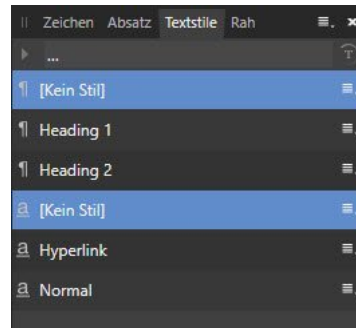 Zeichen Absatz Textstile Rah
...
¶ [Kein Stil]
¶ Heading 1
¶ Heading 2
a [Kein Stil]
a Hyperlink
a Normal